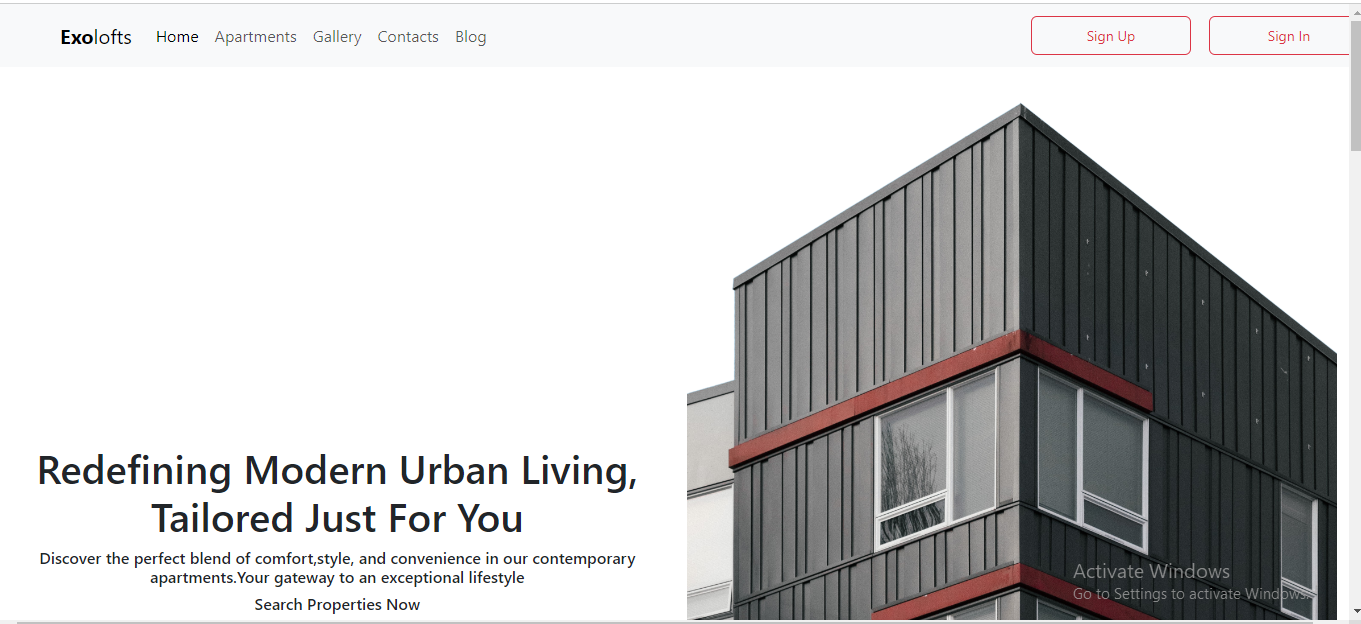 Exolofts Home Apartments Gallery Contacts Blog Sign Up Sign In
Redefining Modern Urban Living,
Tailored Just For You
Discover the perfect blend of comfort,style, and convenience in our contemporary
apartments.Your gateway to an exceptional lifestyle
Search Properties Now
Activate Windows
Go to Settings to activate Windows.